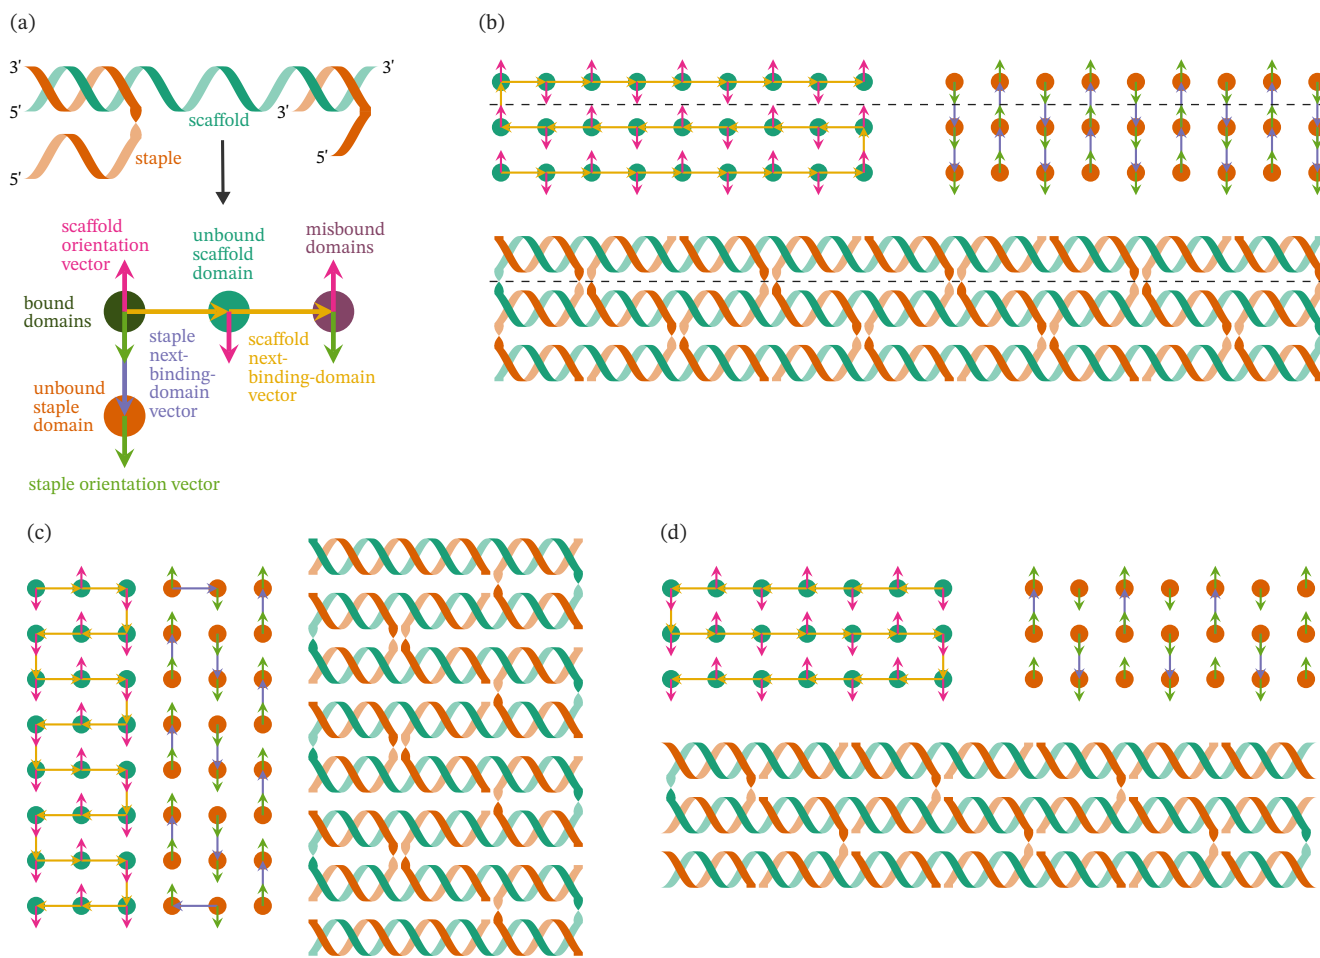 (a)
3′
3′
5′
3′
scaffold
staple
5′
5′
scaffold
orientation
vector
unbound
scaffold
domain
misbound
domains
bound
domains
staple
next-
binding-
domain
vector
scaffold
next-
binding-domain
vector
unbound
staple
domain
staple orientation vector
(b)
(c)
(d)